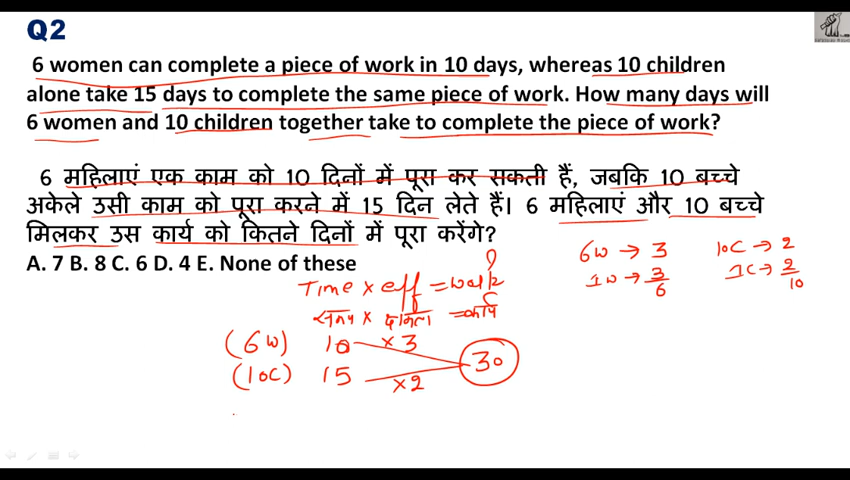 Q2
6 women can complete a piece of work in 10 days, whereas 10 children
alone take 15 days to complete the same piece of work. How many days will
6 women and 10 children together take to complete the piece of work?
6 महिलाएं एक काम को 10 दिनों में पूरा कर सकती हैं, जबकि 10 बच्चे
अकेले उसी काम को पूरा करने में 15 दिन लेते हैं। 6 महिलाएं और 10 बच्चे
मिलकर उस कार्य को कितने दिनों में पूरा करेंगे?
A. 7 B. 8 C. 6 D. 4 E. None of these
6W → 3
1W → 3/6
10C → 2
1C → 2/10
Time × eff = work
समय × दक्षता = कार्य
(6W) 10 ×3
30
(10C) 15 ×2